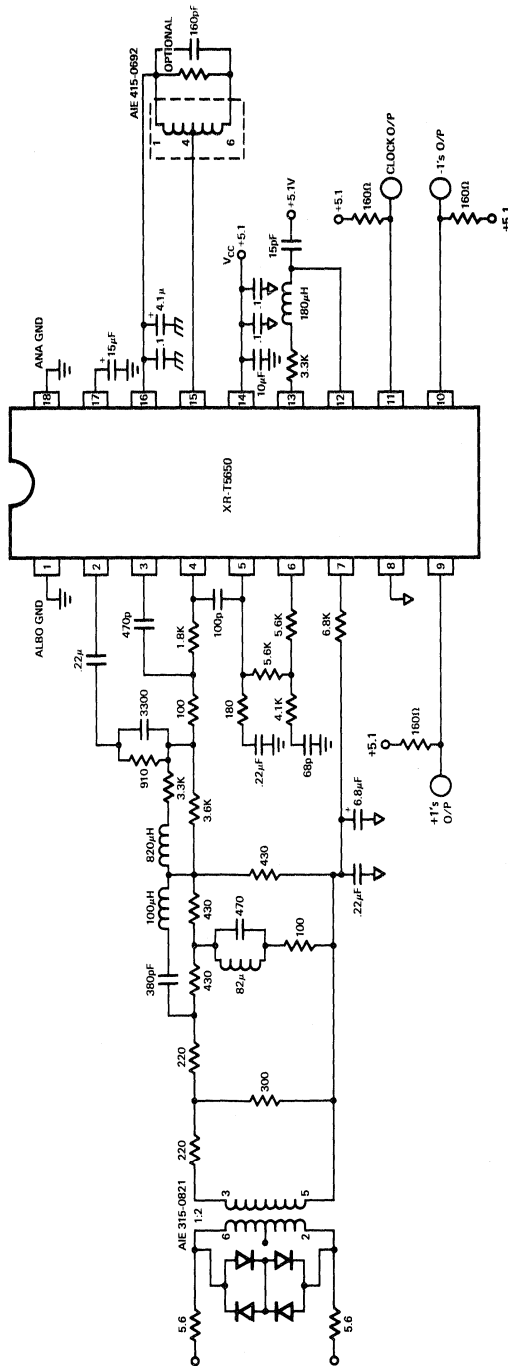 5.6
5.6
AIE 315-0821
1:2
6
3
2
5
220
300
220
380pF
100µH
430
430
82µ
470
100
430
820µH
3.3K
910
3300
3.6K
.22µ
100
470p
1.8K
100p
180
.22µF
5.6K
5.6K
4.1K
68p
6.8K
.22µF
+
6.8µF
+5.1
160Ω
+1's
O/P
ALBO GND
1
2
3
4
5
6
7
8
9
XR-T5650
18
17
16
15
14
13
12
11
10
ANA GND
+
15µF
.1
+
4.1µ
AIE 415-0692
1
4
6
OPTIONAL
160pF
VCC
+5.1
10µF
.1
.1
3.3K
180µH
15pF
+5.1V
+5.1
160Ω
CLOCK O/P
-1's O/P
160Ω
+5.1